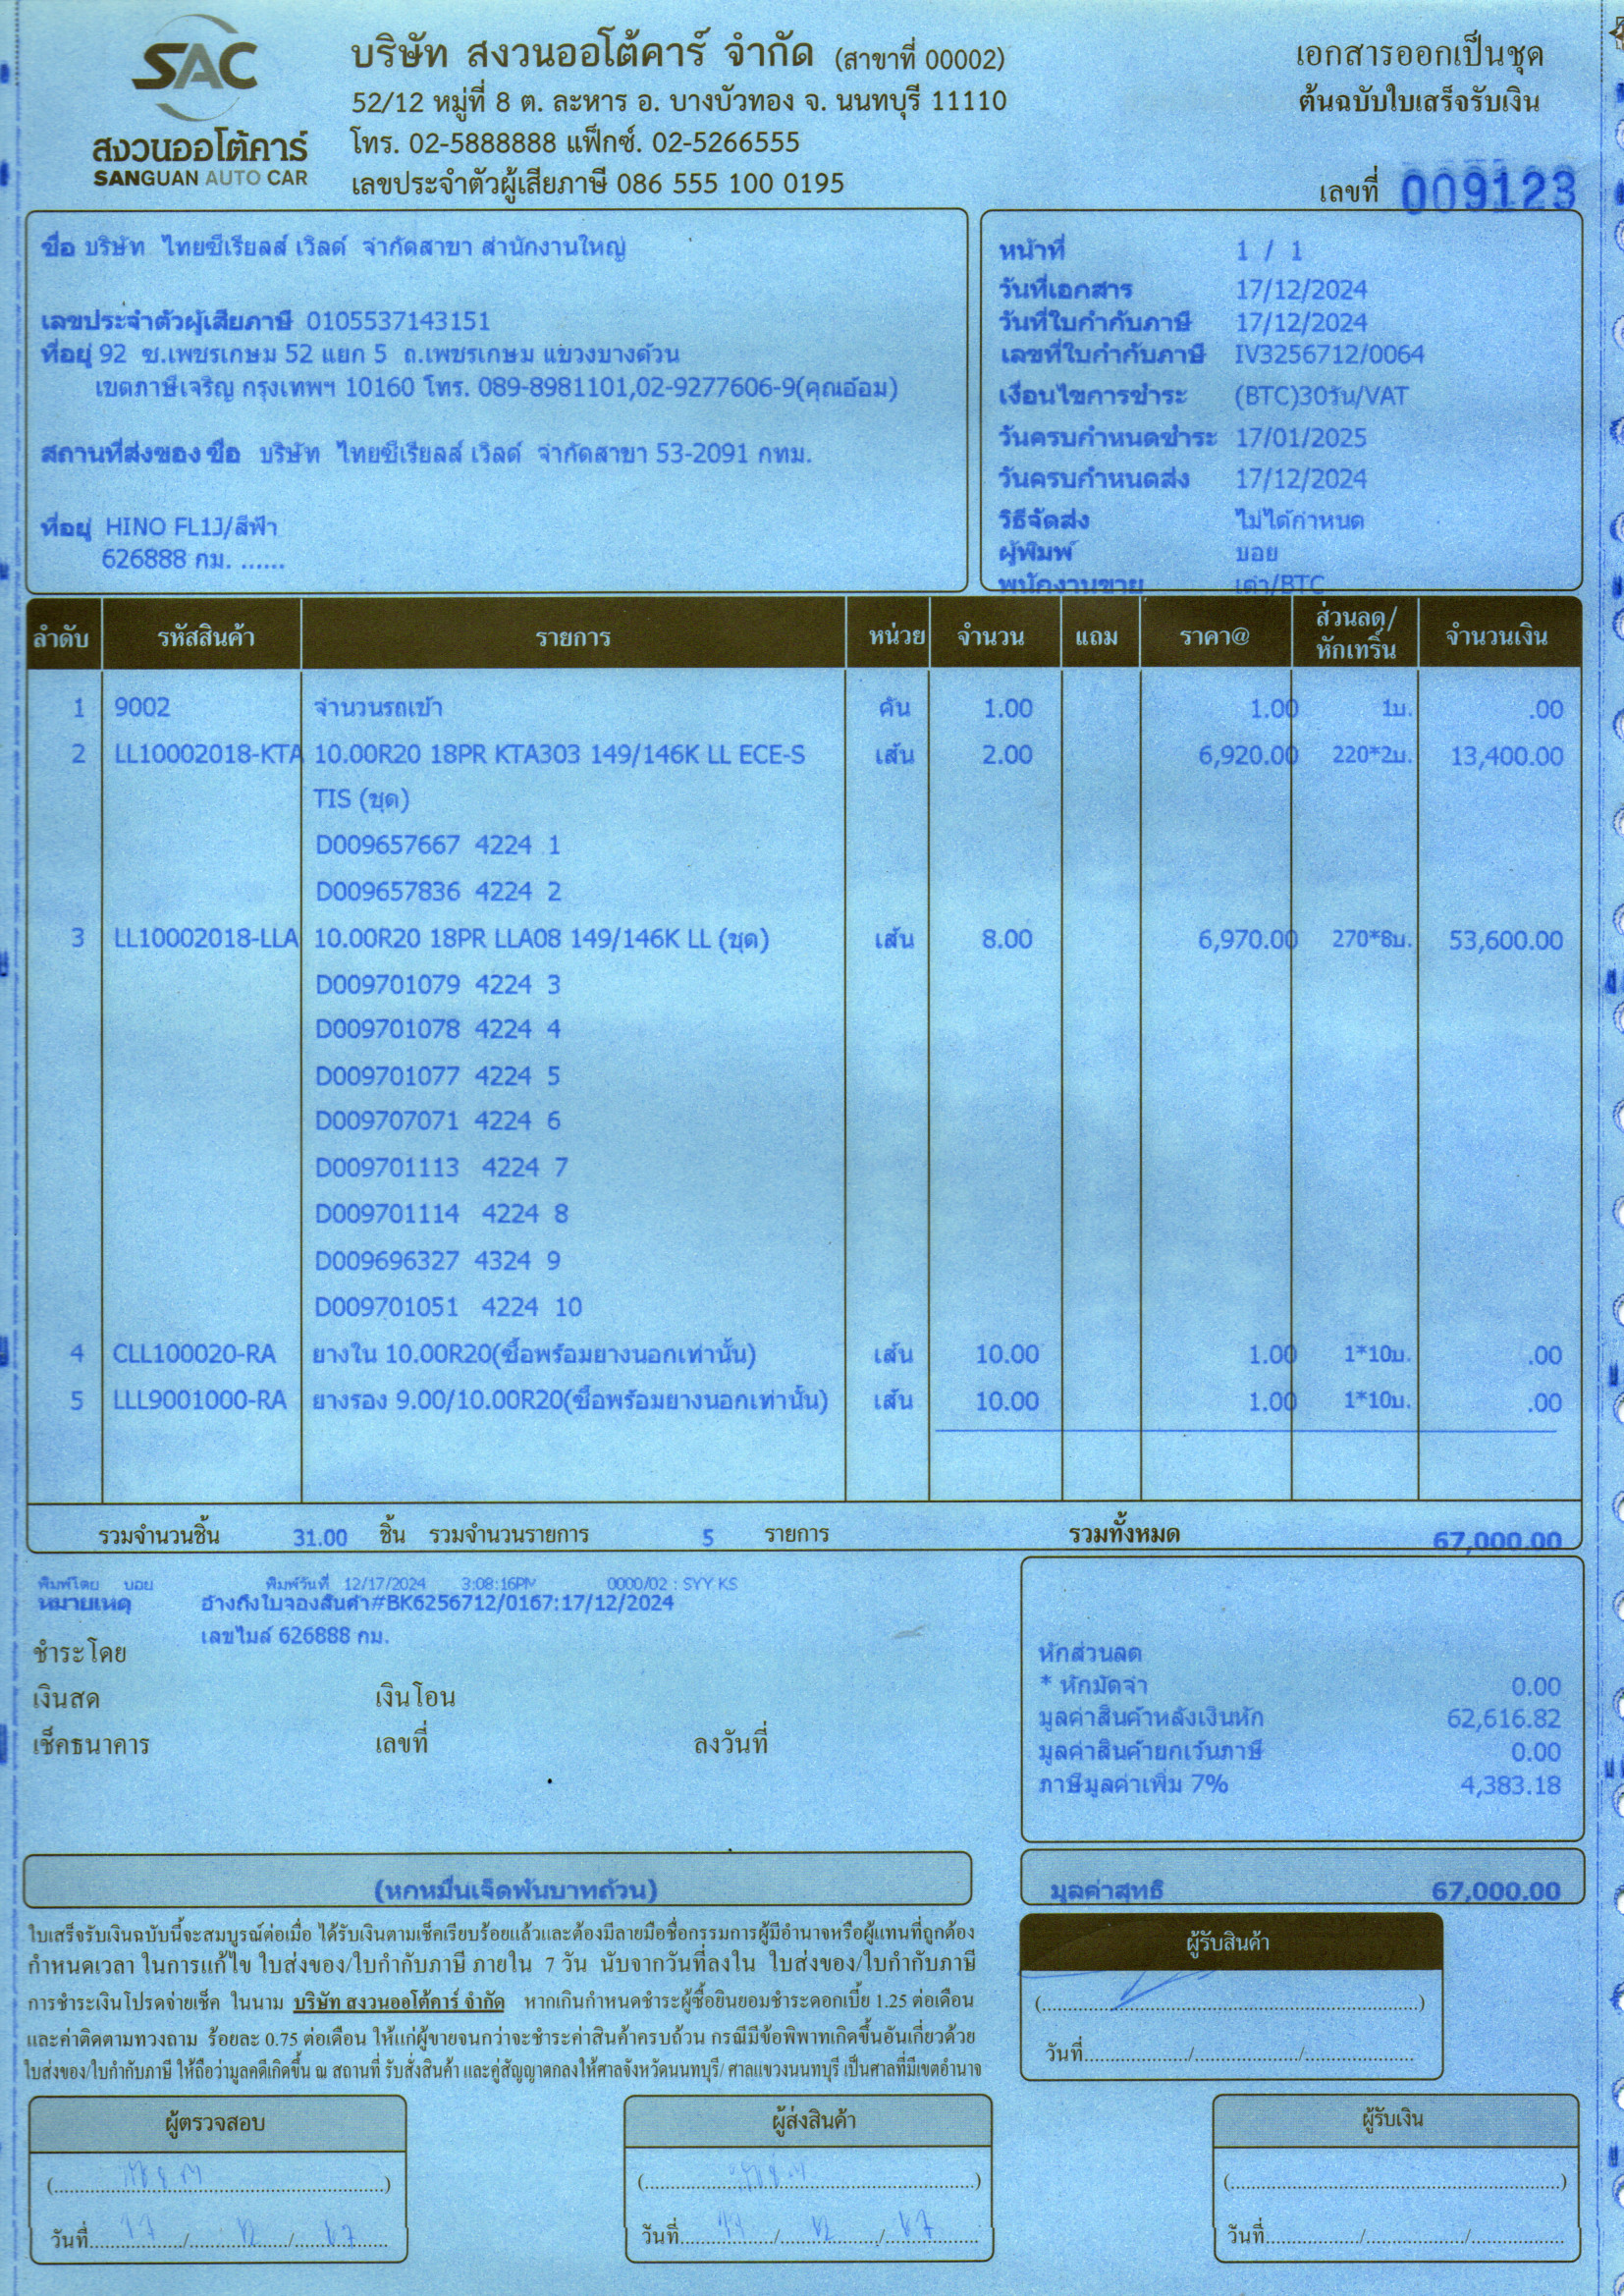 SAC
สงวนออโต้คาร์
SANGUAN AUTO CAR
บริษัท สงวนออโต้คาร์ จำกัด (สาขาที่ 00002)
52/12 หมู่ที่ 8 ต. ละหาร อ. บางบัวทอง จ. นนทบุรี 11110
โทร. 02-5888888 แฟ็กซ์. 02-5266555
เลขประจำตัวผู้เสียภาษี 086 555 100 0195
เอกสารออกเป็นชุด
ต้นฉบับใบเสร็จรับเงิน
เลขที่ 009123
ชื่อ บริษัท ไทยซีเรียลส์ เวิลด์ จำกัดสาขา สำนักงานใหญ่
เลขประจำตัวผู้เสียภาษี 0105537143151
ที่อยู่ 92 ซ.เพชรเกษม 52 แยก 5 ถ.เพชรเกษม แขวงบางด้วน
เขตภาษีเจริญ กรุงเทพฯ 10160 โทร. 089-8981101,02-9277606-9(คุณอ้อม)
สถานที่ส่งของ ชื่อ บริษัท ไทยซีเรียลส์ เวิลด์ จำกัดสาขา 53-2091 กทม.
ที่อยู่ HINO FL1J/สีฟ้า
626888 กม. ......
หน้าที่ 1 / 1
วันที่เอกสาร 17/12/2024
วันที่ใบกำกับภาษี 17/12/2024
เลขที่ใบกำกับภาษี IV3256712/0064
เงื่อนไขการชำระ (BTC)30วัน/VAT
วันครบกำหนดชำระ 17/01/2025
วันครบกำหนดส่ง 17/12/2024
วิธีจัดส่ง ไม่ได้กำหนด
ผู้พิมพ์ บอย
พนักงานขาย เต๋า/BTC
ลำดับ รหัสสินค้า รายการ หน่วย จำนวน แถม ราคา@ ส่วนลด/หักเทริ์น จำนวนเงิน
1 9002 จำนวนรถเข้า คัน 1.00 1.00 1บ. .00
2 LL10002018-KTA 10.00R20 18PR KTA303 149/146K LL ECE-S เส้น 2.00 6,920.00 220*2บ. 13,400.00
TIS (ชุด)
D009657667 4224 1
D009657836 4224 2
3 LL10002018-LLA 10.00R20 18PR LLA08 149/146K LL (ชุด) เส้น 8.00 6,970.00 270*8บ. 53,600.00
D009701079 4224 3
D009701078 4224 4
D009701077 4224 5
D009707071 4224 6
D009701113 4224 7
D009701114 4224 8
D009696327 4324 9
D009701051 4224 10
4 CLL100020-RA ยางใน 10.00R20(ซื้อพร้อมยางนอกเท่านั้น) เส้น 10.00 1.00 1*10บ. .00
5 LLL9001000-RA ยางรอง 9.00/10.00R20(ซื้อพร้อมยางนอกเท่านั้น) เส้น 10.00 1.00 1*10บ. .00
รวมจำนวนชิ้น 31.00 ชิ้น รวมจำนวนรายการ 5 รายการ รวมทั้งหมด 67,000.00
พิมพ์โดย บอย พิมพ์วันที่ 12/17/2024 3:08:16PM 0000/02 : SYY KS
หมายเหตุ อ้างถึงใบจองสินค้า#BK6256712/0167:17/12/2024
เลขไมล์ 626888 กม.
ชำระโดย
เงินสด เงินโอน
เช็คธนาคาร เลขที่ ลงวันที่
หักส่วนลด
* หักมัดจำ 0.00
มูลค่าสินค้าหลังเงินหัก 62,616.82
มูลค่าสินค้ายกเว้นภาษี 0.00
ภาษีมูลค่าเพิ่ม 7% 4,383.18
(หกหมื่นเจ็ดพันบาทถ้วน)
มูลค่าสุทธิ 67,000.00
ใบเสร็จรับเงินฉบับนี้จะสมบูรณ์ต่อเมื่อ ได้รับเงินตามเช็คเรียบร้อยแล้วและต้องมีลายมือชื่อกรรมการผู้มีอำนาจหรือผู้แทนที่ถูกต้อง
กำหนดเวลา ในการแก้ไข ใบส่งของ/ใบกำกับภาษี ภายใน 7 วัน นับจากวันที่ลงใน ใบส่งของ/ใบกำกับภาษี
การชำระเงินโปรดจ่ายเช็ค ในนาม บริษัท สงวนออโต้คาร์ จำกัด หากเกินกำหนดชำระผู้ซื้อยินยอมชำระดอกเบี้ย 1.25 ต่อเดือน
และค่าติดตามทวงถาม ร้อยละ 0.75 ต่อเดือน ให้แก่ผู้ขายจนกว่าจะชำระค่าสินค้าครบถ้วน กรณีมีข้อพิพาทเกิดขึ้นอันเกี่ยวด้วย
ใบส่งของ/ใบกำกับภาษี ให้ถือว่ามูลคดีเกิดขึ้น ณ สถานที่ รับสั่งสินค้า และคู่สัญญาตกลงให้ศาลจังหวัดนนทบุรี/ ศาลแขวงนนทบุรี เป็นศาลที่มีเขตอำนาจ
ผู้รับสินค้า
วันที่ / /
ผู้ตรวจสอบ
วันที่ 17 / 12 / 67
ผู้ส่งสินค้า
วันที่ 17 / 12 / 67
ผู้รับเงิน
วันที่ / /